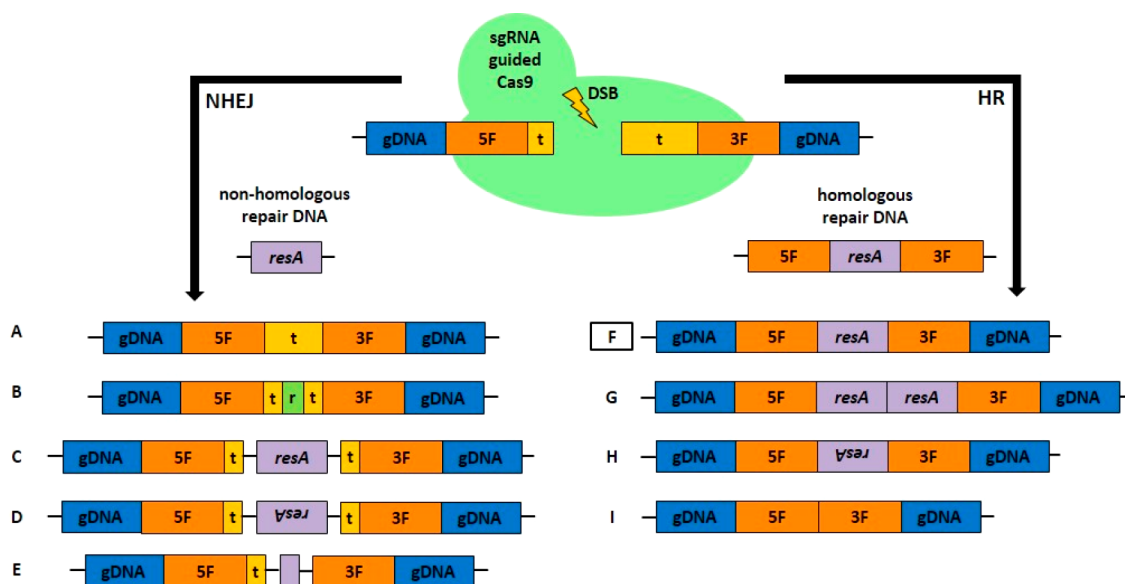 sgRNA
guided
Cas9
NHEJ
DSB
HR
gDNA 5F t t 3F gDNA
non-homologous
repair DNA
homologous
repair DNA
resA
5F resA 3F
A gDNA 5F t 3F gDNA
F gDNA 5F resA 3F gDNA
B gDNA 5F t r t 3F gDNA
G gDNA 5F resA resA 3F gDNA
C gDNA 5F t resA t 3F gDNA
H gDNA 5F resA 3F gDNA
D gDNA 5F t resA t 3F gDNA
I gDNA 5F 3F gDNA
E gDNA 5F t 3F gDNA